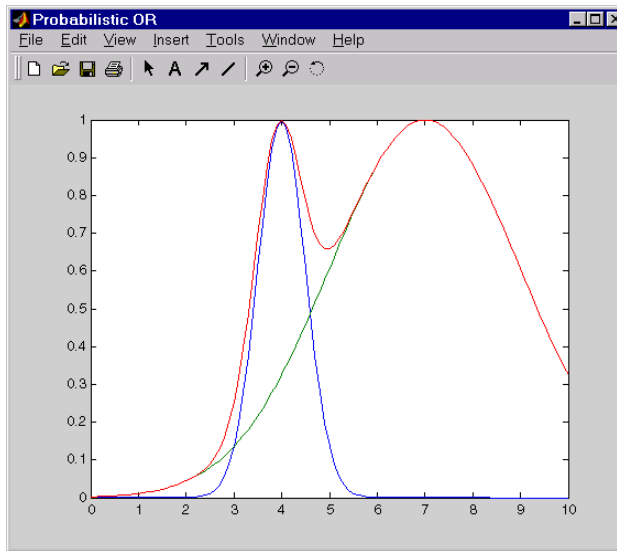 Probabilistic OR
File Edit View Insert Tools Window Help
A
1
0.9
0.8
0.7
0.6
0.5
0.4
0.3
0.2
0.1
0
0 1 2 3 4 5 6 7 8 9 10